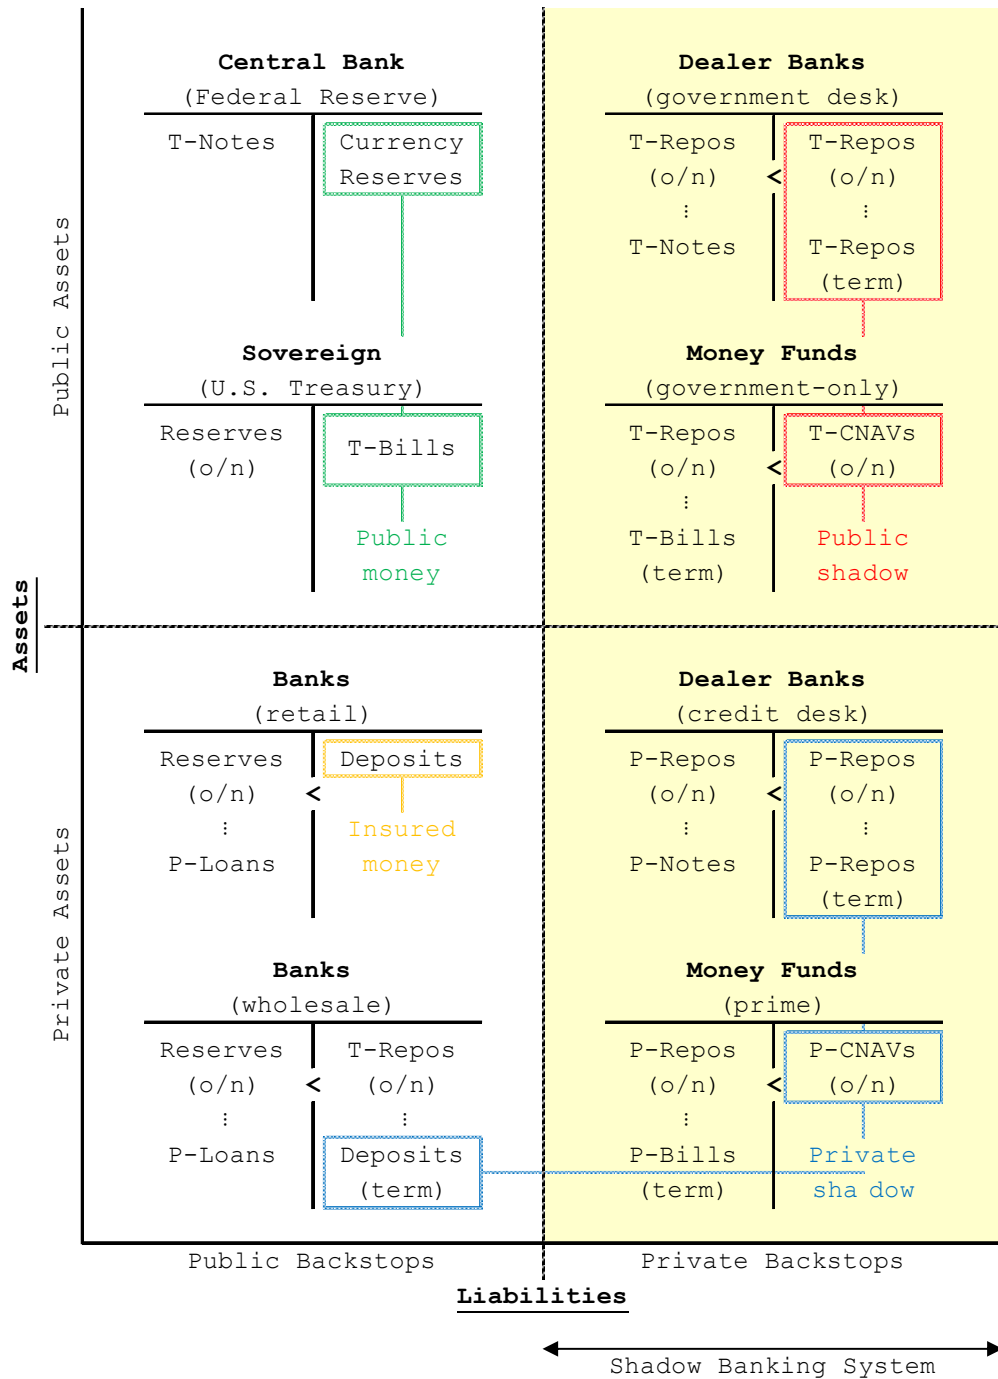 Central Bank
(Federal Reserve)
T-Notes
Currency
Reserves
Sovereign
(U.S. Treasury)
Reserves
(o/n)
T-Bills
Public
money
Dealer Banks
(government desk)
T-Repos
(o/n)
⋮
T-Notes
<
T-Repos
(o/n)
⋮
T-Repos
(term)
Money Funds
(government-only)
T-Repos
(o/n)
⋮
T-Bills
(term)
<
T-CNAVs
(o/n)
Public
shadow
Public Assets
Assets
Private Assets
Banks
(retail)
Reserves
(o/n)
⋮
P-Loans
<
Deposits
Insured
money
Banks
(wholesale)
Reserves
(o/n)
⋮
P-Loans
<
T-Repos
(o/n)
⋮
Deposits
(term)
Dealer Banks
(credit desk)
P-Repos
(o/n)
⋮
P-Notes
<
P-Repos
(o/n)
⋮
P-Repos
(term)
Money Funds
(prime)
P-Repos
(o/n)
⋮
P-Bills
(term)
<
P-CNAVs
(o/n)
Private
sha dow
Public Backstops
Private Backstops
Liabilities
Shadow Banking System